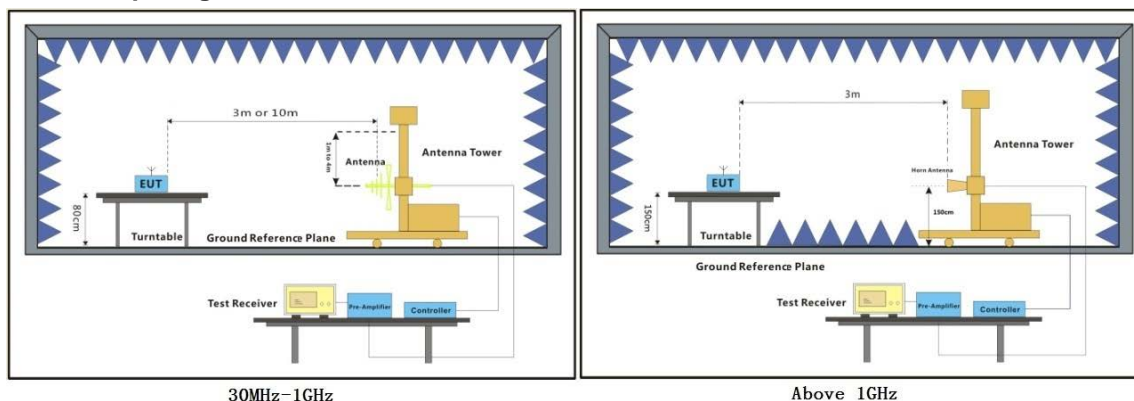 3m or 10m
1m to 4m
Antenna
Antenna Tower
EUT
80cm
Turntable
Ground Reference Plane
Test Receiver
Pre-Amplifier
Controller
30MHz-1GHz
3m
Antenna Tower
Horn Antenna
EUT
150cm
150cm
Turntable
Ground Reference Plane
Test Receiver
Pre-Amplifier
Controller
Above 1GHz